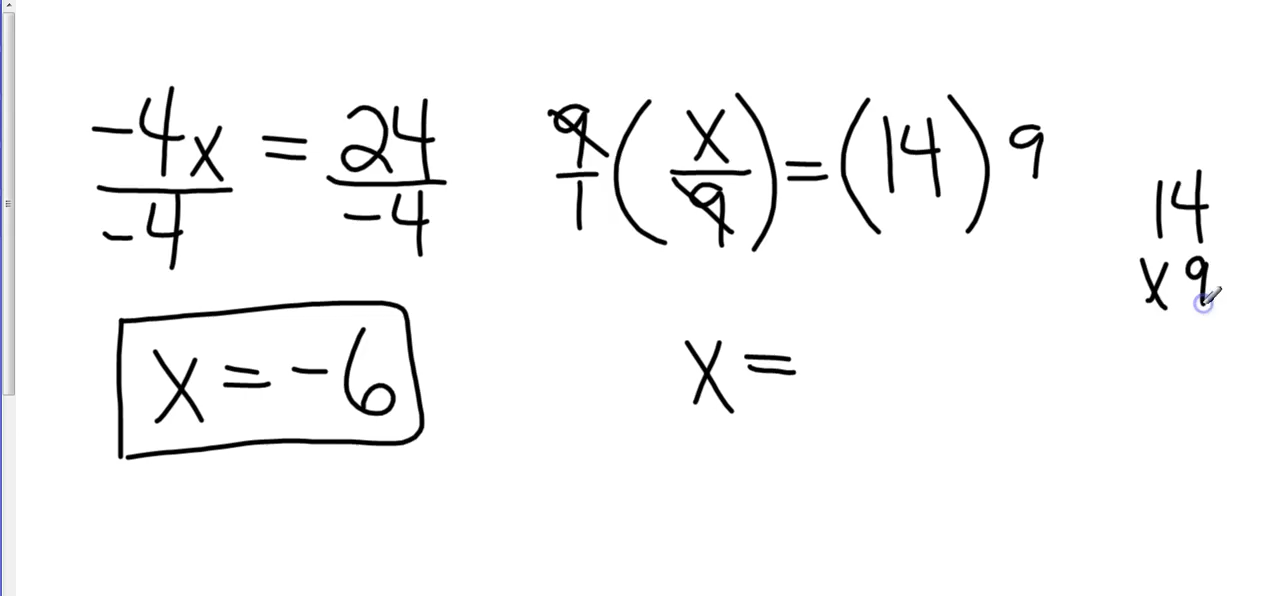 -4x = 24
-4 -4
x = -6
9/1 (x/9) = (14) 9
x =
14
x 9